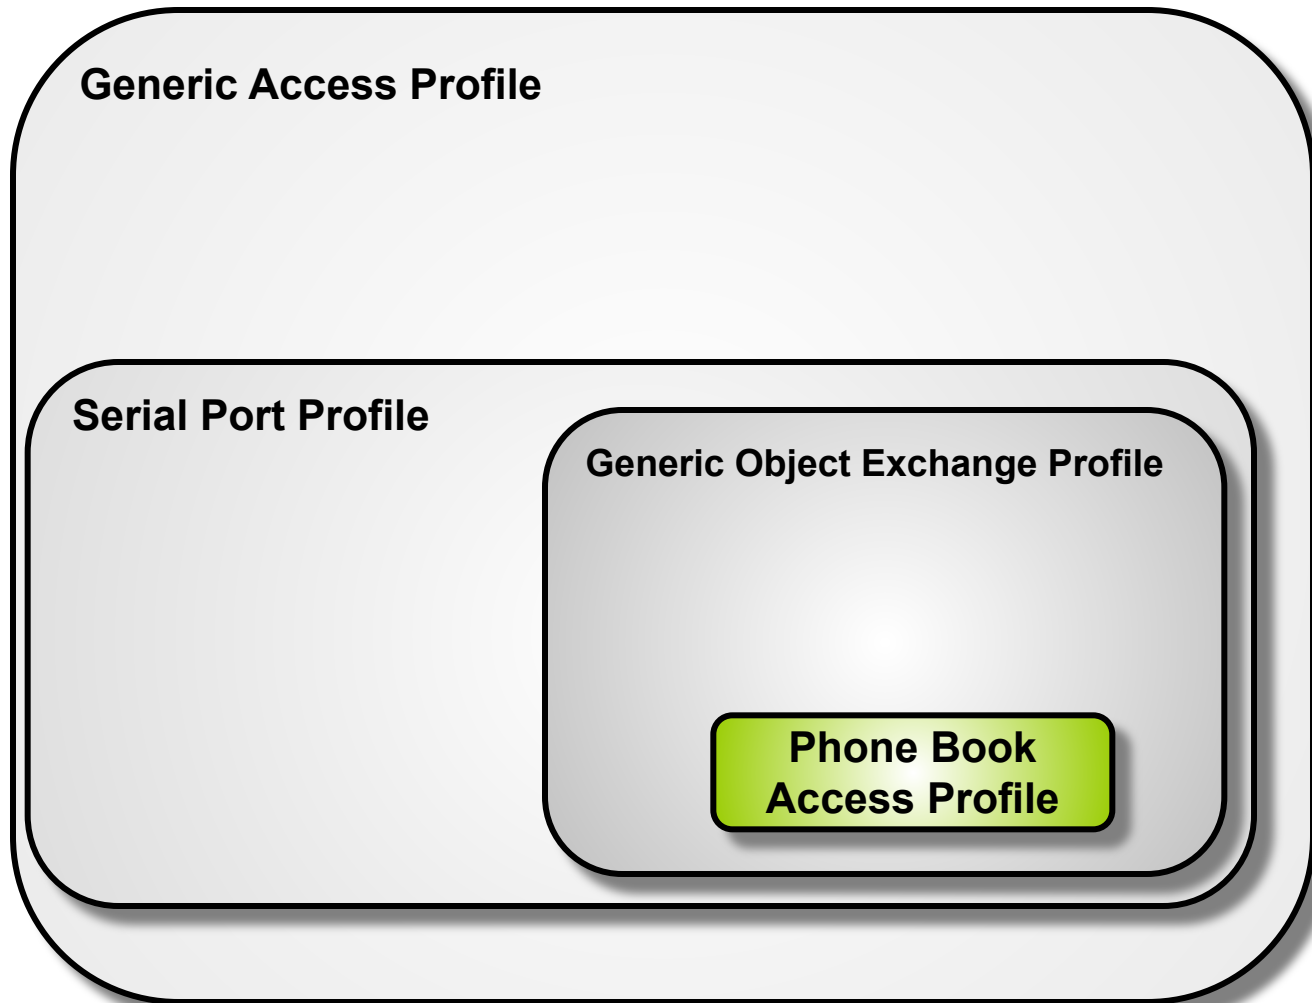 Generic Access Profile
Serial Port Profile
Generic Object Exchange Profile
Phone Book
Access Profile